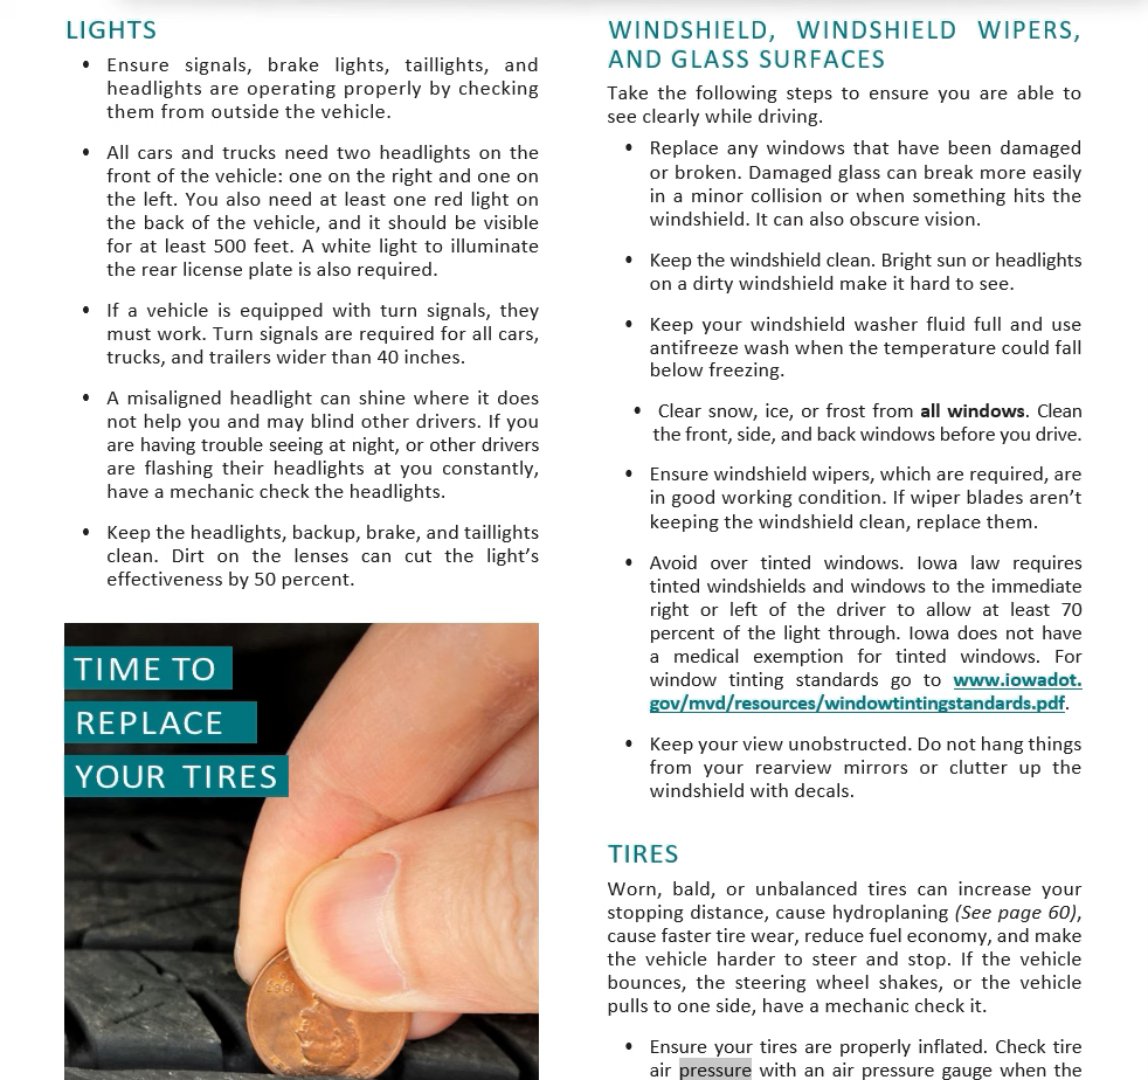 LIGHTS
• Ensure signals, brake lights, taillights, and
headlights are operating properly by checking
them from outside the vehicle.
• All cars and trucks need two headlights on the
front of the vehicle: one on the right and one on
the left. You also need at least one red light on
the back of the vehicle, and it should be visible
for at least 500 feet. A white light to illuminate
the rear license plate is also required.
• If a vehicle is equipped with turn signals, they
must work. Turn signals are required for all cars,
trucks, and trailers wider than 40 inches.
• A misaligned headlight can shine where it does
not help you and may blind other drivers. If you
are having trouble seeing at night, or other drivers
are flashing their headlights at you constantly,
have a mechanic check the headlights.
• Keep the headlights, backup, brake, and taillights
clean. Dirt on the lenses can cut the light's
effectiveness by 50 percent.
TIME TO
REPLACE
YOUR TIRES
WINDSHIELD, WINDSHIELD WIPERS,
AND GLASS SURFACES
Take the following steps to ensure you are able to
see clearly while driving.
• Replace any windows that have been damaged
or broken. Damaged glass can break more easily
in a minor collision or when something hits the
windshield. It can also obscure vision.
• Keep the windshield clean. Bright sun or headlights
on a dirty windshield make it hard to see.
• Keep your windshield washer fluid full and use
antifreeze wash when the temperature could fall
below freezing.
• Clear snow, ice, or frost from all windows. Clean
the front, side, and back windows before you drive.
• Ensure windshield wipers, which are required, are
in good working condition. If wiper blades aren't
keeping the windshield clean, replace them.
• Avoid over tinted windows. Iowa law requires
tinted windshields and windows to the immediate
right or left of the driver to allow at least 70
percent of the light through. Iowa does not have
a medical exemption for tinted windows. For
window tinting standards go to www.iowadot.
gov/mvd/resources/windowtintingstandards.pdf.
• Keep your view unobstructed. Do not hang things
from your rearview mirrors or clutter up the
windshield with decals.
TIRES
Worn, bald, or unbalanced tires can increase your
stopping distance, cause hydroplaning (See page 60),
cause faster tire wear, reduce fuel economy, and make
the vehicle harder to steer and stop. If the vehicle
bounces, the steering wheel shakes, or the vehicle
pulls to one side, have a mechanic check it.
• Ensure your tires are properly inflated. Check tire
air pressure with an air pressure gauge when the